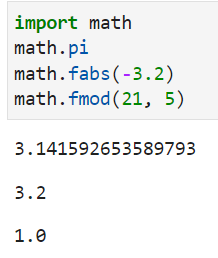 import math
math.pi
math.fabs(-3.2)
math.fmod(21, 5)
3.141592653589793
3.2
1.0